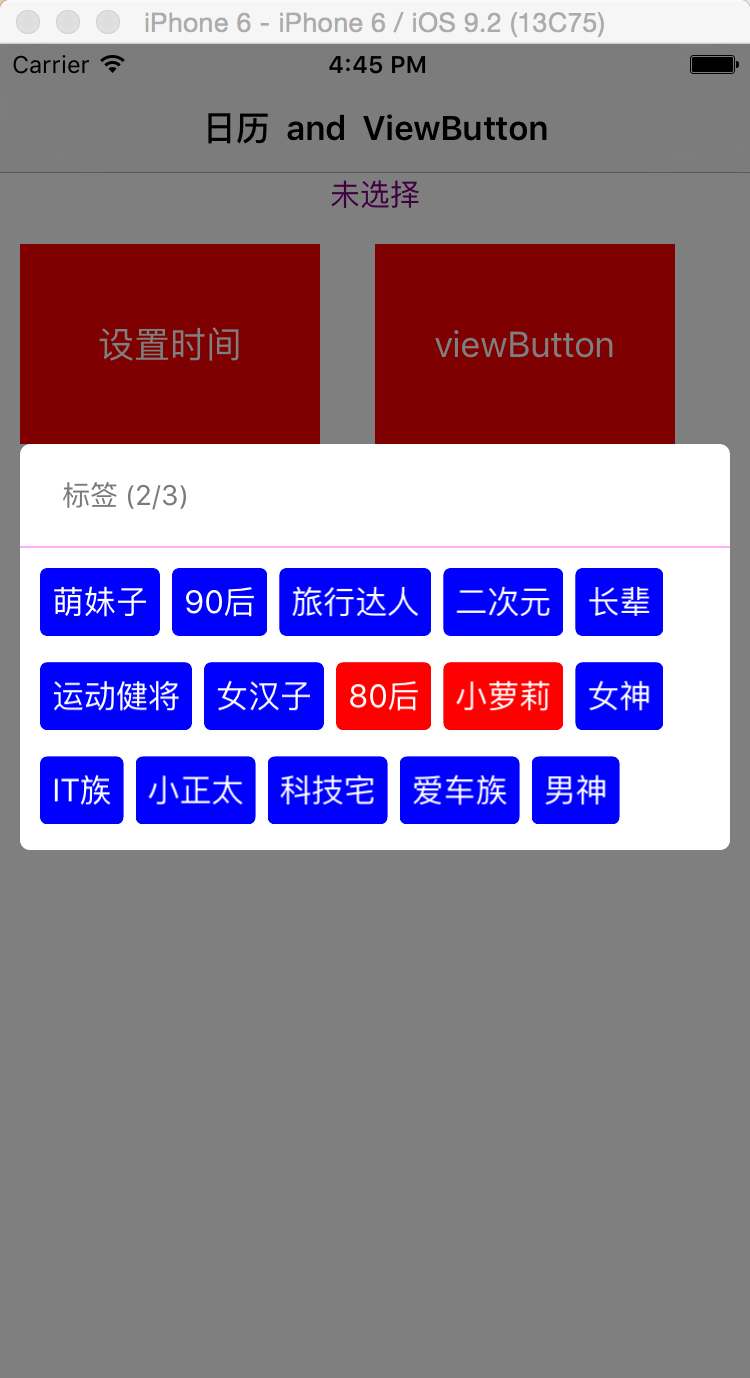 iPhone 6 - iPhone 6 / iOS 9.2 (13C75)
Carrier 4:45 PM
日历 and ViewButton
未选择
设置时间 viewButton
标签 (2/3)
萌妹子 90后 旅行达人 二次元 长辈
运动健将 女汉子 80后 小萝莉 女神
IT族 小正太 科技宅 爱车族 男神